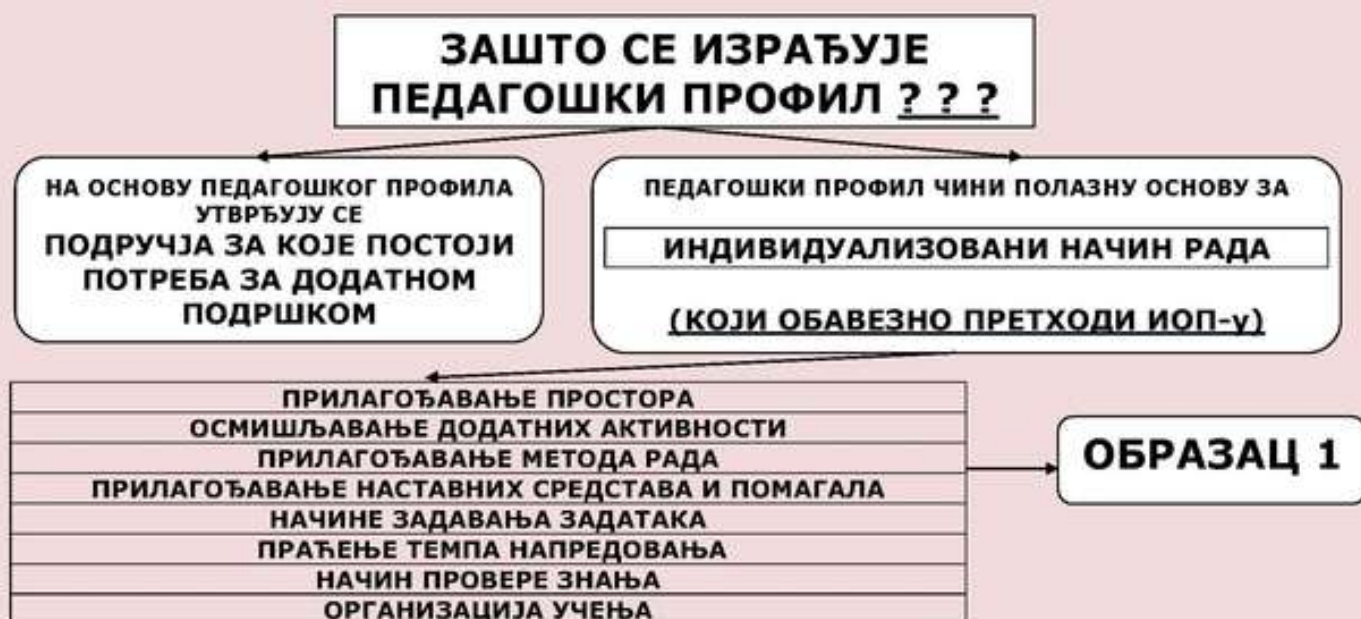 ЗАШТО СЕ ИЗРАЂУЈЕ
ПЕДАГОШКИ ПРОФИЛ ? ? ?
НА ОСНОВУ ПЕДАГОШКОГ ПРОФИЛА
УТВРЂУЈУ СЕ
ПОДРУЧЈА ЗА КОЈЕ ПОСТОЈИ
ПОТРЕБА ЗА ДОДАТНОМ
ПОДРШКОМ
ПЕДАГОШКИ ПРОФИЛ ЧИНИ ПОЛАЗНУ ОСНОВУ ЗА
ИНДИВИДУАЛИЗОВАНИ НАЧИН РАДА
(КОЈИ ОБАВЕЗНО ПРЕТХОДИ ИОП-у)
ПРИЛАГОЂАВАЊЕ ПРОСТОРА
ОСМИШЉАВАЊЕ ДОДАТНИХ АКТИВНОСТИ
ПРИЛАГОЂАВАЊЕ МЕТОДА РАДА
ПРИЛАГОЂАВАЊЕ НАСТАВНИХ СРЕДСТАВА И ПОМАГАЛА
НАЧИНЕ ЗАДАВАЊА ЗАДАТАКА
ПРАЋЕЊЕ ТЕМПА НАПРЕДОВАЊА
НАЧИН ПРОВЕРЕ ЗНАЊА
ОРГАНИЗАЦИЈА УЧЕЊА
ОБРАЗАЦ 1